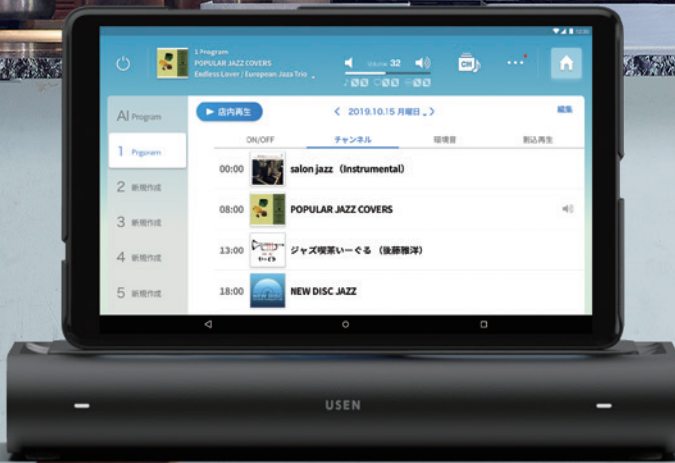 1 Program
POPULAR JAZZ COVERS
Endless Lover / European Jazz Trio
Volume 32
CH
店内再生
2019.10.15 月曜日
編集
AI Program
ON/OFF
チャンネル
環境音
割込再生
1 Prgoram
00:00 salon jazz (Instrumental)
2 新規作成
08:00 POPULAR JAZZ COVERS
3 新規作成
13:00 ジャズ喫茶いーぐる (後藤雅洋)
4 新規作成
18:00 NEW DISC JAZZ
5 新規作成
USEN